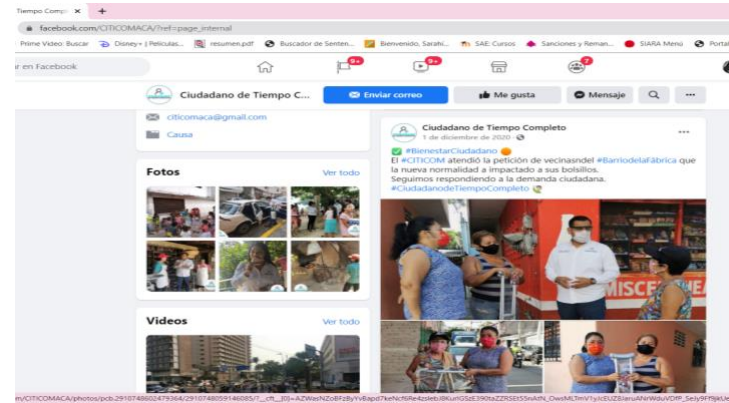 Tiempo Comp
facebook.com/CITICOMACA/?ref=page_internal
Prime Video: Buscar
Disney+ | Películas...
resumen.pdf
Buscador de Senten...
Bienvenido, Sarahí...
SAE: Cursos
Sanciones y Reman...
SIARA Menú
Portal
ar en Facebook
9+
9+
7
Ciudadano de Tiempo C...
Enviar correo
Me gusta
Mensaje
citicomaca@gmail.com
Causa
Fotos
Ver todo
Videos
Ver todo
Ciudadano de Tiempo Completo
1 de diciembre de 2020
#BienestarCiudadano
El #CITICOM atendió la petición de vecinasndel #BarriodelaFábrica que
la nueva normalidad a impactado a sus bolsillos.
Seguimos respondiendo a la demanda ciudadana.
#CiudadanodeTiempoCompleto
MISCE